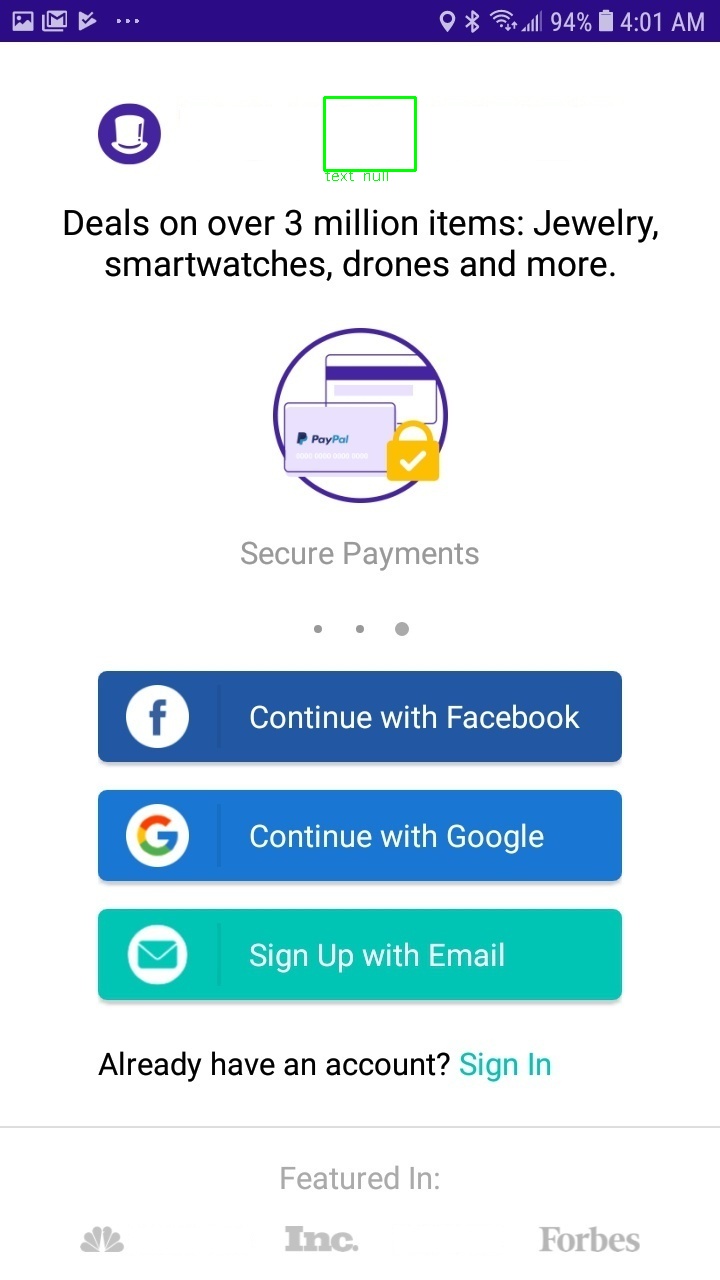 94% 4:01 AM
text null
Deals on over 3 million items: Jewelry,
smartwatches, drones and more.
PayPal
Secure Payments
f Continue with Facebook
G Continue with Google
Sign Up with Email
Already have an account? Sign In
Featured In:
Inc. Forbes